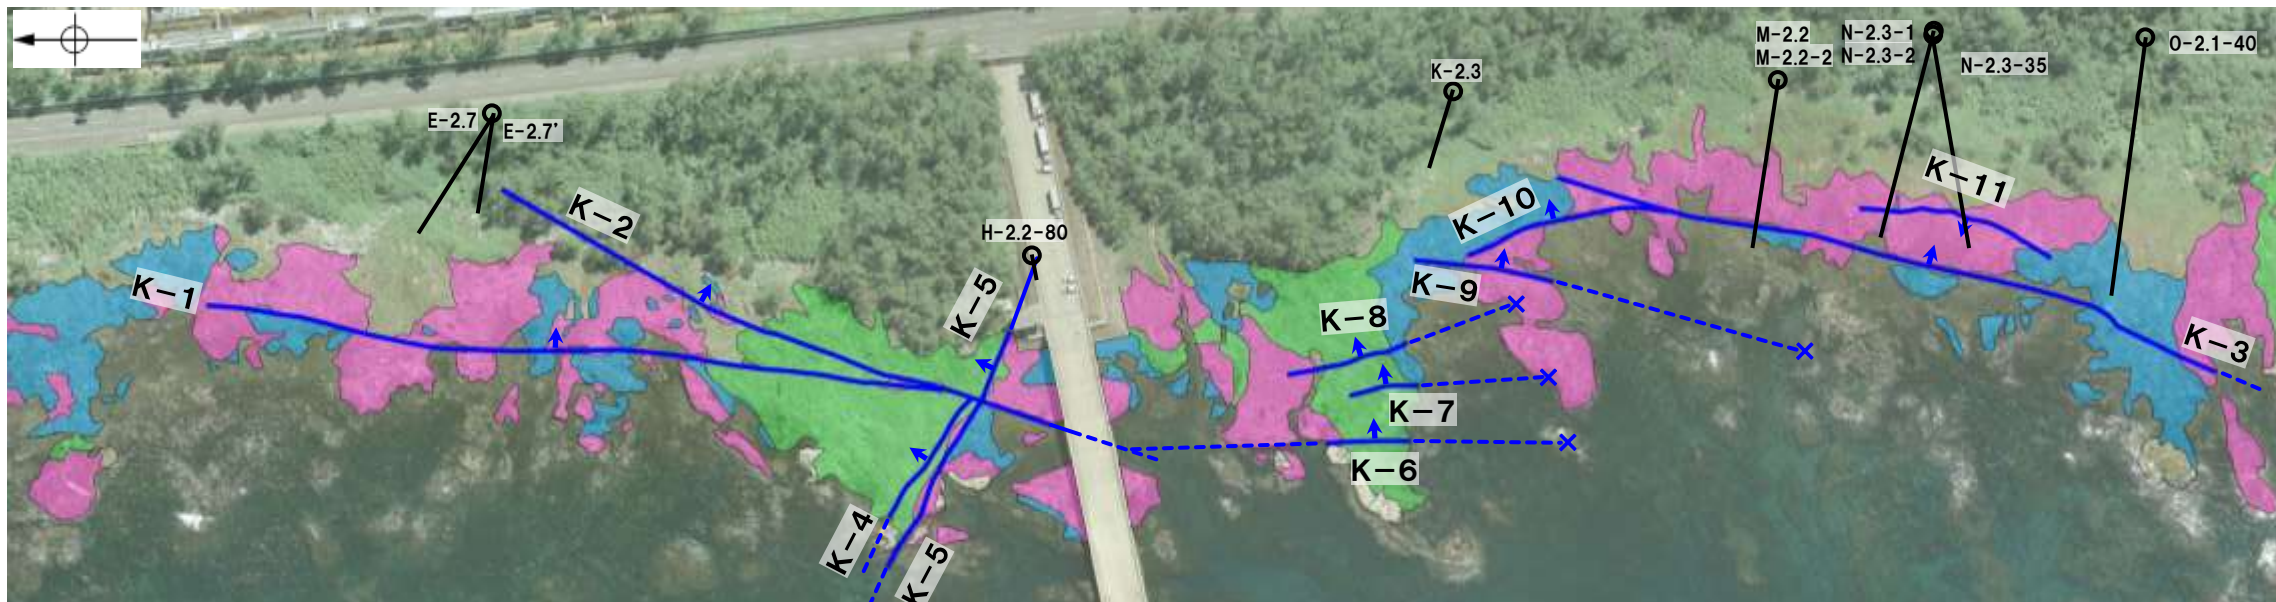 M-2.2
M-2.2-2
N-2.3-1
N-2.3-2
N-2.3-35
O-2.1-40
K-2.3
E-2.7
E-2.7'
K-11
K-2
K-10
H-2.2-80
K-1
K-5
K-9
K-8
K-3
K-7
K-6
K-4
K-5